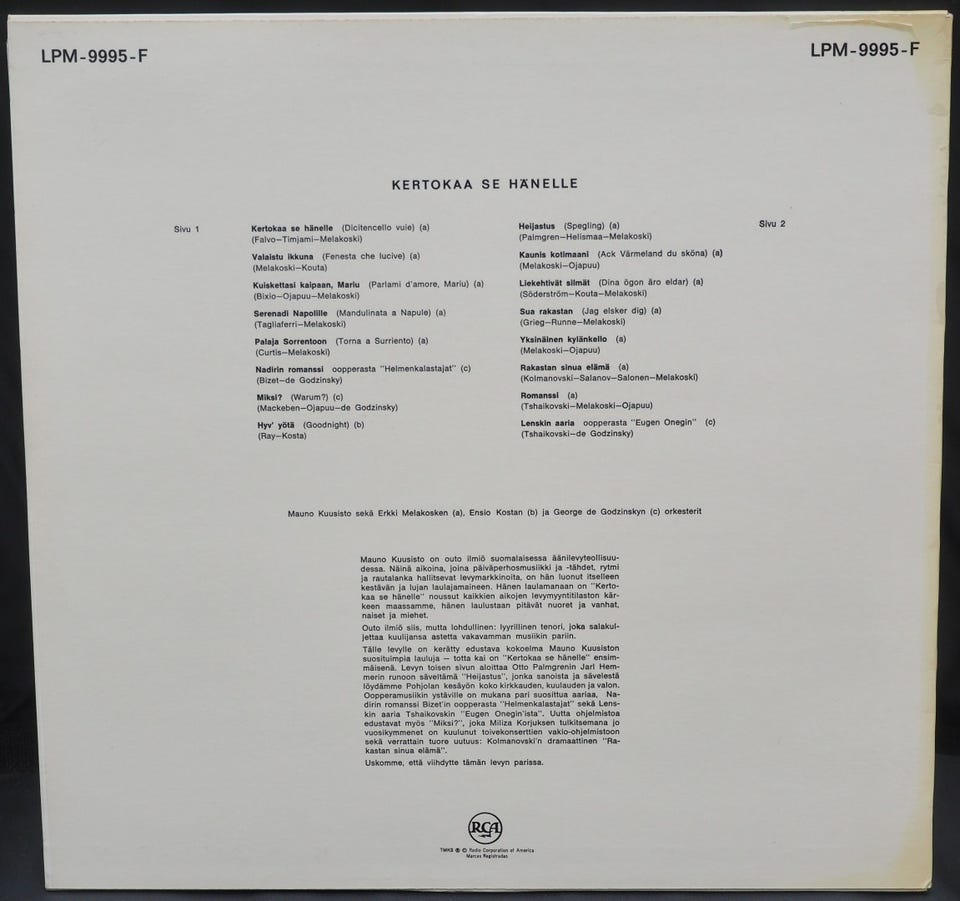 LPM-9995-F
LPM-9995-F
KERTOKAA SE HÄNELLE
Sivu 1
Kertokaa se hänelle (Dicitencello vuie) (a)
(Falvo—Timjami—Melakoski)
Valaistu ikkuna (Fenesta che lucive) (a)
(Melakoski—Kouta)
Kuiskettasi kaipaan, Mariu (Parlami d'amore, Mariu) (a)
(Bixio—Ojapuu—Melakoski)
Serenadi Napolille (Mandulinata a Napule) (a)
(Tagliaferri—Melakoski)
Palaja Sorrentoon (Torna a Surriento) (a)
(Curtis—Melakoski)
Nadirin romanssi oopperasta "Helmenkalastajat" (c)
(Bizet—de Godzinsky)
Miksi? (Warum?) (c)
(Mackeben—Ojapuu—de Godzinsky)
Hyv' yötä (Goodnight) (b)
(Ray—Kosta)
Sivu 2
Heijastus (Spegling) (a)
(Palmgren—Helismaa—Melakoski)
Kaunis kotimaani (Ack Värmeland du sköna) (a)
(Melakoski—Ojapuu)
Liekehtivät silmät (Dina ögon äro eldar) (a)
(Söderström—Kouta—Melakoski)
Sua rakastan (Jag elsker dig) (a)
(Grieg—Runne—Melakoski)
Yksinäinen kylänkello (a)
(Melakoski—Ojapuu)
Rakastan sinua elämä (a)
(Kolmanovski—Salanov—Salonen—Melakoski)
Romanssi (a)
(Tshaikovski—Melakoski—Ojapuu)
Lenskin aaria oopperasta "Eugen Onegin" (c)
(Tshaikovski—de Godzinsky)
Mauno Kuusisto sekä Erkki Melakosken (a), Ensio Kostan (b) ja George de Godzinskyn (c) orkesterit
Mauno Kuusisto on outo ilmiö suomalaisessa äänilevyteollisuu-
dessa. Näinä aikoina, joina päiväperhosmusiikki ja -tähdet, rytmi
ja rautalanka hallitsevat levymarkkinoita, on hän luonut itselleen
kestävän ja lujan laulajamaineen. Hänen laulamanaan on "Kerto-
kaa se hänelle" noussut kaikkien aikojen levymyyntitilaston kär-
keen maassamme, hänen laulustaan pitävät nuoret ja vanhat,
naiset ja miehet.
Outo ilmiö siis, mutta lohdullinen: lyyrillinen tenori, joka salakul-
jettaa kuulijansa astetta vakavamman musiikin pariin.
Tälle levylle on kerätty edustava kokoelma Mauno Kuusiston
suosituimpia lauluja — totta kai on "Kertokaa se hänelle" ensim-
mäisenä. Levyn toisen sivun aloittaa Otto Palmgrenin Jarl Hem-
merin runoon säveltämä "Heijastus", jonka sanoista ja sävelestä
löydämme Pohjolan kesäyön koko kirkkauden, kuulauden ja valon.
Oopperamusiikin ystäville on mukana pari suosittua aariaa, Na-
dirin romanssi Bizet'in oopperasta "Helmenkalastajat" sekä Lens-
kin aaria Tshaikovskin "Eugen Onegin'ista". Uutta ohjelmistoa
edustavat myös "Miksi?", joka Miliza Korjuksen tulkitsemana jo
vuosikymmenet on kuulunut toivekonserttien vakio-ohjelmistoon
sekä verrattain tuore uutuus: Kolmanovski'n dramaattinen "Ra-
kastan sinua elämä".
Uskomme, että viihdytte tämän levyn parissa.
RCA
TMKS ® © Radio Corporation of America
Marcas Registradas